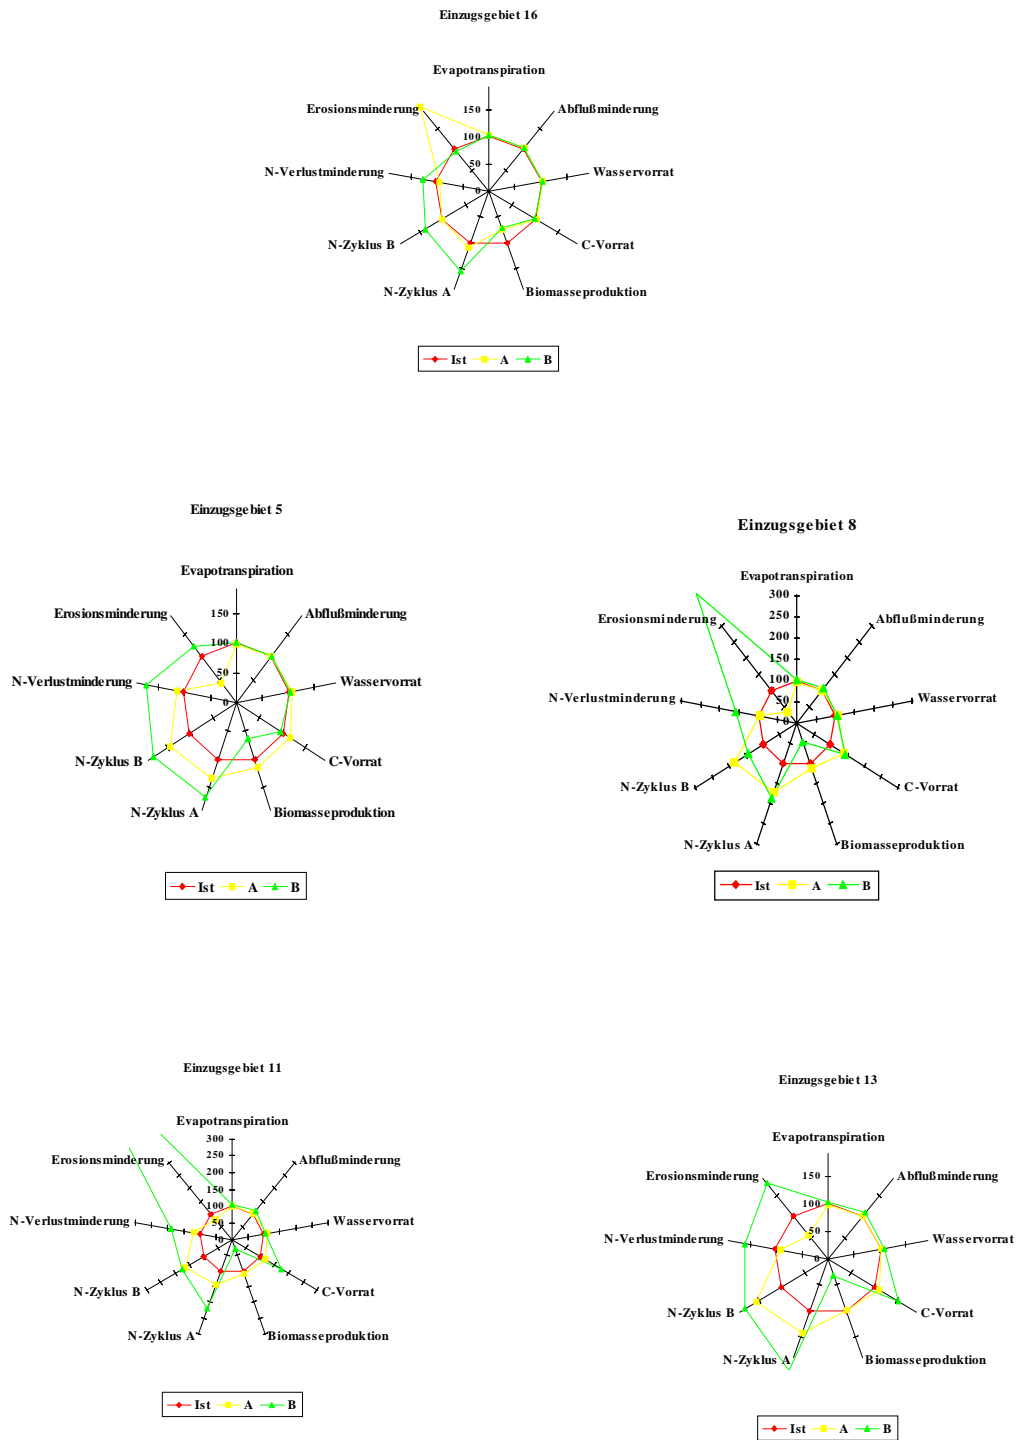 Einzugsgebiet 16
Evapotranspiration
Erosionsminderung
Abflußminderung
150
100
N-Verlustminderung
Wasservorrat
50
0
N-Zyklus B
C-Vorrat
N-Zyklus A
Biomasseproduktion
Ist A B
Einzugsgebiet 5
Evapotranspiration
Erosionsminderung
Abflußminderung
150
100
N-Verlustminderung
Wasservorrat
50
0
N-Zyklus B
C-Vorrat
N-Zyklus A
Biomasseproduktion
Ist A B
Einzugsgebiet 8
Evapotranspiration
300
Erosionsminderung
Abflußminderung
250
200
150
N-Verlustminderung
Wasservorrat
100
50
0
N-Zyklus B
C-Vorrat
N-Zyklus A
Biomasseproduktion
Ist A B
Einzugsgebiet 11
Evapotranspiration
300
250
Erosionsminderung
Abflußminderung
200
150
100
N-Verlustminderung
Wasservorrat
50
0
N-Zyklus B
C-Vorrat
N-Zyklus A
Biomasseproduktion
Ist A B
Einzugsgebiet 13
Evapotranspiration
Erosionsminderung
Abflußminderung
150
100
N-Verlustminderung
Wasservorrat
50
0
N-Zyklus B
C-Vorrat
N-Zyklus A
Biomasseproduktion
Ist A B